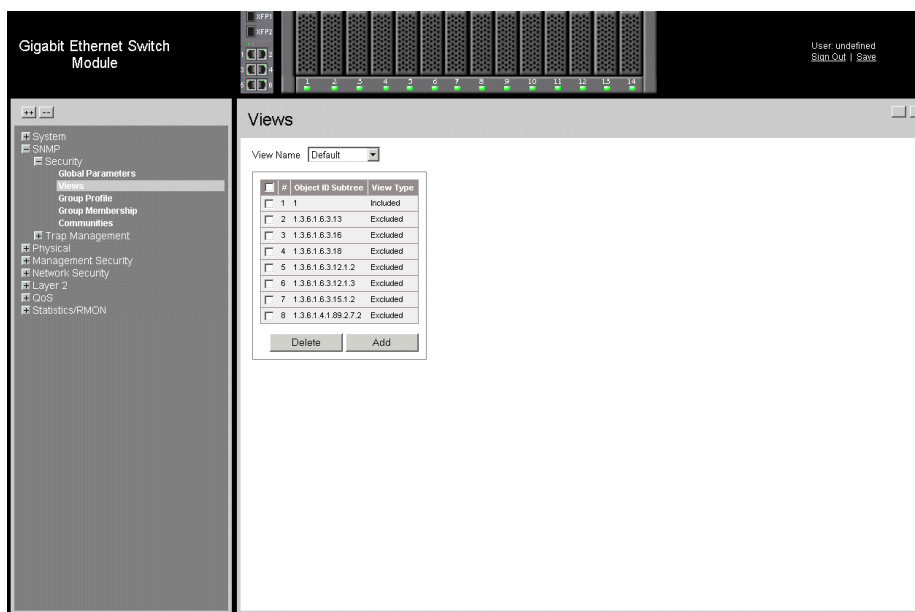 XFP1
XFP2
Gigabit Ethernet Switch
Module
1 2
3 4
5 6
1 2 3 4 5 6 7 8 9 10 11 12 13 14
User: undefined
Sign Out | Save
++ --
System
SNMP
Security
Global Parameters
Views
Group Profile
Group Membership
Communities
Trap Management
Physical
Management Security
Network Security
Layer 2
QoS
Statistics/RMON
Views
View Name Default
# Object ID Subtree View Type
1 1 Included
2 1.3.6.1.6.3.13 Excluded
3 1.3.6.1.6.3.16 Excluded
4 1.3.6.1.6.3.18 Excluded
5 1.3.6.1.6.3.12.1.2 Excluded
6 1.3.6.1.6.3.12.1.3 Excluded
7 1.3.6.1.6.3.15.1.2 Excluded
8 1.3.6.1.4.1.89.2.7.2 Excluded
Delete Add